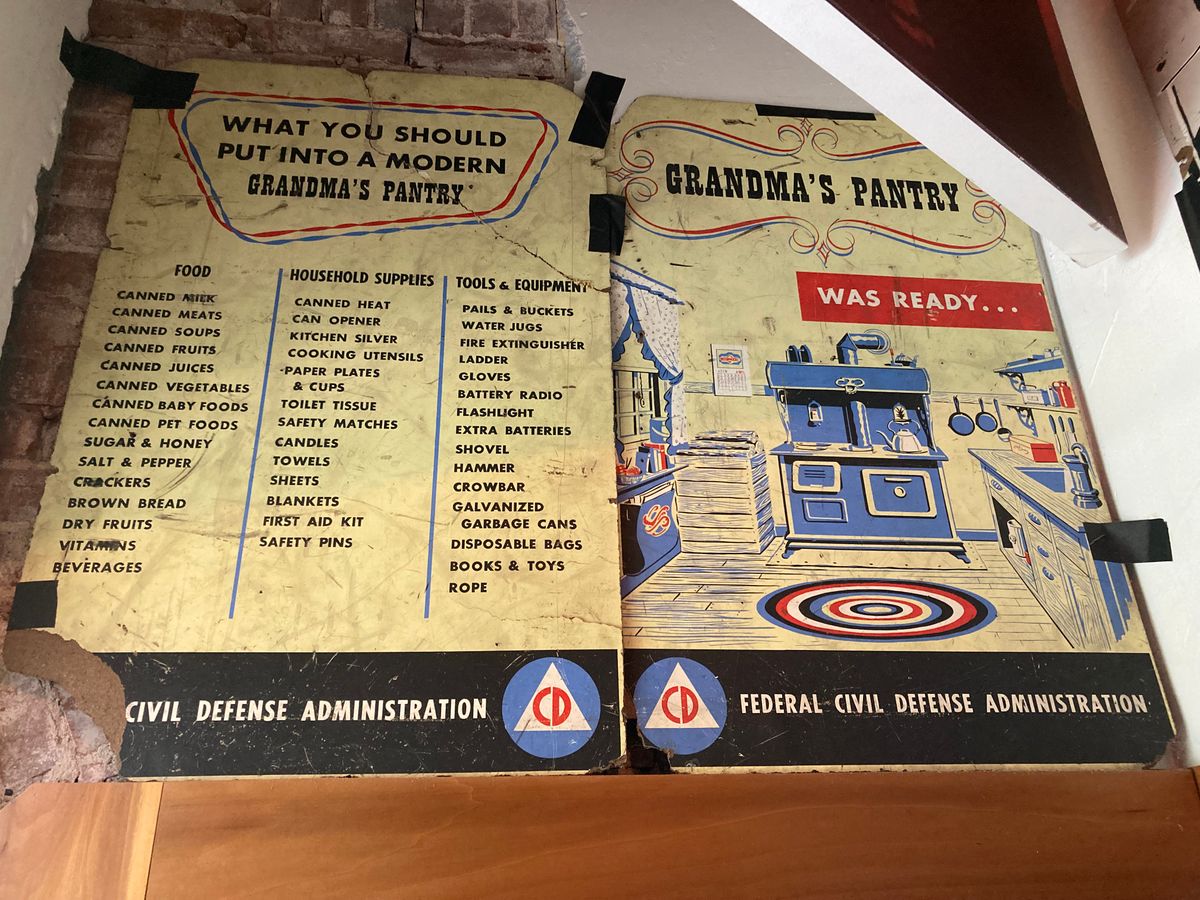 WHAT YOU SHOULD
PUT INTO A MODERN
GRANDMA'S PANTRY
FOOD
CANNED MILK
CANNED MEATS
CANNED SOUPS
CANNED FRUITS
CANNED JUICES
CANNED VEGETABLES
CANNED BABY FOODS
CANNED PET FOODS
SUGAR & HONEY
SALT & PEPPER
CRACKERS
BROWN BREAD
DRY FRUITS
VITAMINS
BEVERAGES
HOUSEHOLD SUPPLIES
CANNED HEAT
CAN OPENER
KITCHEN SILVER
COOKING UTENSILS
PAPER PLATES
& CUPS
TOILET TISSUE
SAFETY MATCHES
CANDLES
TOWELS
SHEETS
BLANKETS
FIRST AID KIT
SAFETY PINS
TOOLS & EQUIPMENT
PAILS & BUCKETS
WATER JUGS
FIRE EXTINGUISHER
LADDER
GLOVES
BATTERY RADIO
FLASHLIGHT
EXTRA BATTERIES
SHOVEL
HAMMER
CROWBAR
GALVANIZED
GARBAGE CANS
DISPOSABLE BAGS
BOOKS & TOYS
ROPE
CIVIL DEFENSE ADMINISTRATION
CD
GRANDMA'S PANTRY
WAS READY...
CD
FEDERAL CIVIL DEFENSE ADMINISTRATION